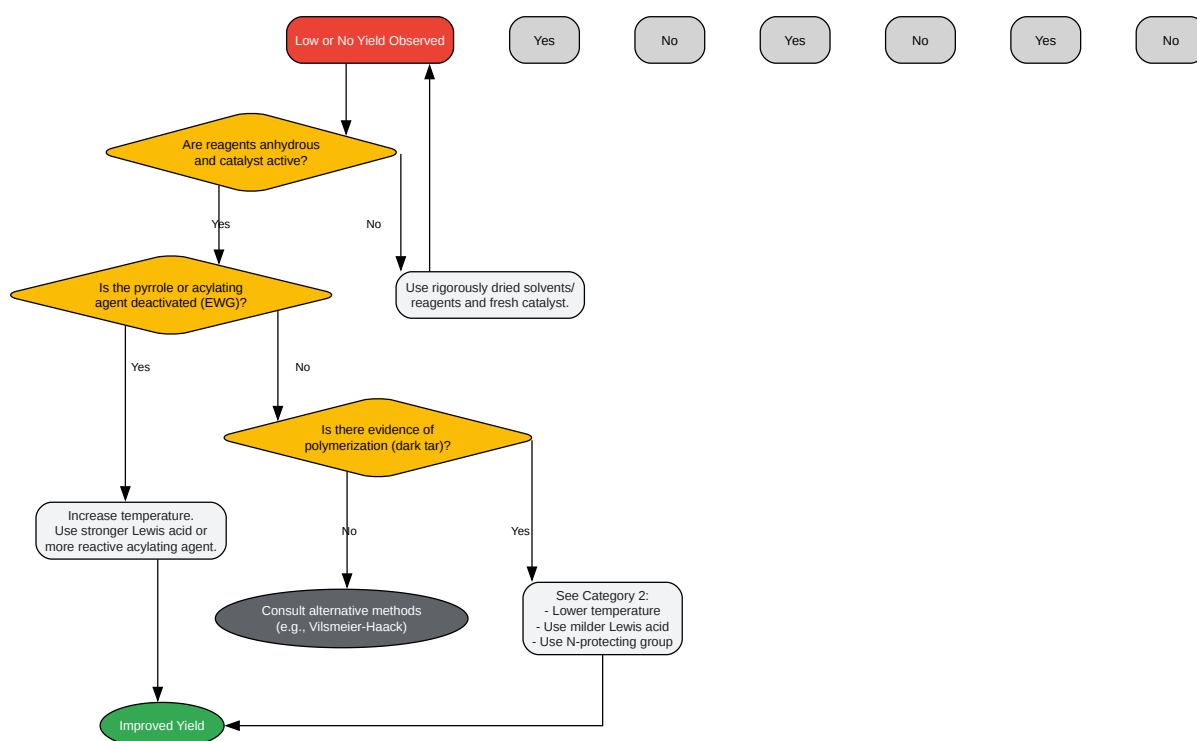 Low or No Yield Observed
Yes
No
Yes
No
Yes
No
Are reagents anhydrous
and catalyst active?
Yes
No
Is the pyrrole or acylating
agent deactivated (EWG)?
Use rigorously dried solvents/
reagents and fresh catalyst.
Yes
No
Is there evidence of
polymerization (dark tar)?
Increase temperature.
Use stronger Lewis acid or
more reactive acylating agent.
No
Yes
Consult alternative methods
(e.g., Vilsmeier-Haack)
See Category 2:
- Lower temperature
- Use milder Lewis acid
- Use N-protecting group
Improved Yield